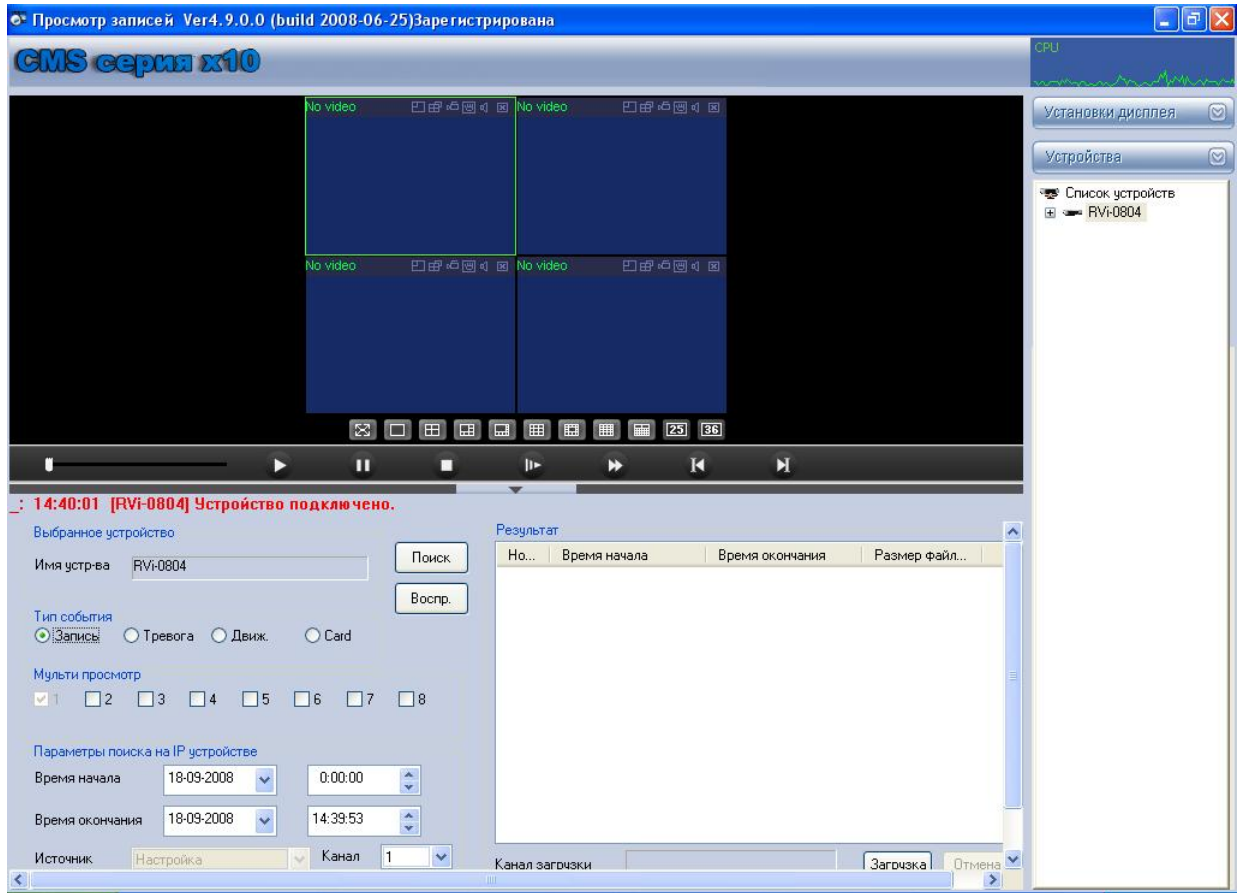 Просмотр записей Ver4.9.0.0 (build 2008-06-25)Зарегистрирована
CMS серия x10
CPU
Установки дисплея
Устройства
Список устройств
RVi-0804
No video
No video
No video
No video
25 36
_: 14:40:01 [RVi-0804] Устройство подключено.
Выбранное устройство
Имя устр-ва RVi-0804
Поиск
Воспр.
Тип события
Запись Тревога Движ. Card
Мульти просмотр
1 2 3 4 5 6 7 8
Параметры поиска на IP устройстве
Время начала 18-09-2008 0:00:00
Время окончания 18-09-2008 14:39:53
Источник Настройка Канал 1
Результат
Но... Время начала Время окончания Размер файл...
Канал загрузки Загрузка Отмена